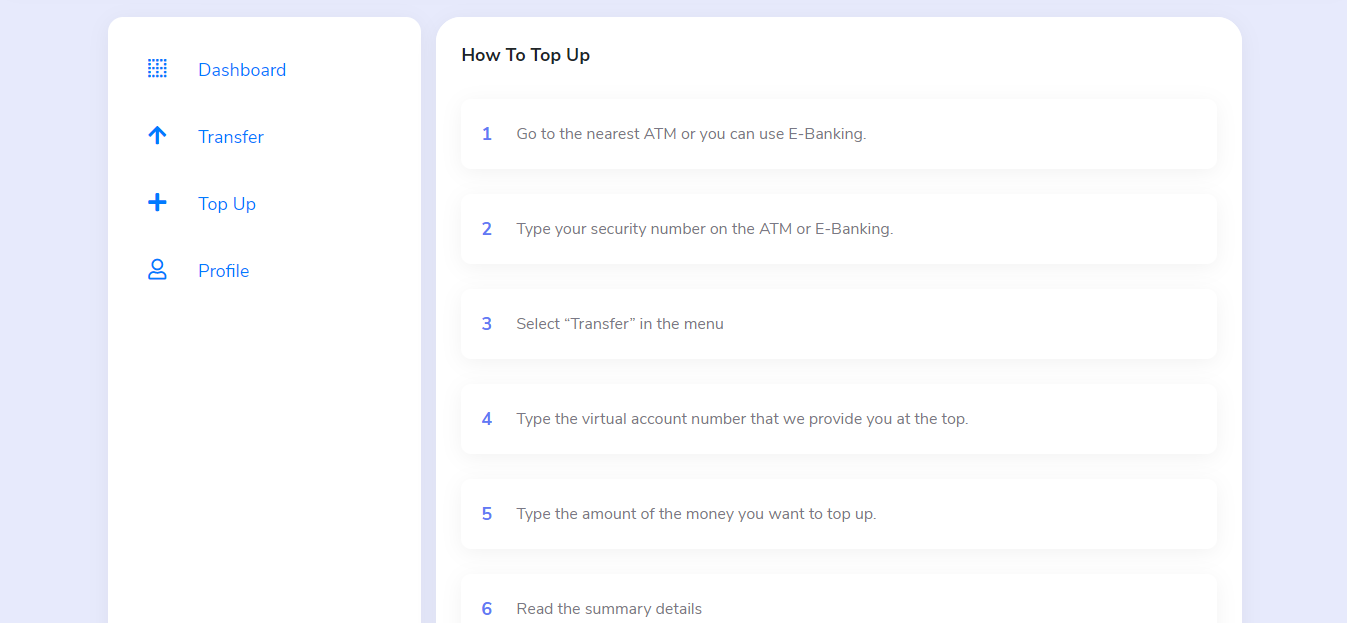 Dashboard
Transfer
Top Up
Profile
How To Top Up
1 Go to the nearest ATM or you can use E-Banking.
2 Type your security number on the ATM or E-Banking.
3 Select “Transfer” in the menu
4 Type the virtual account number that we provide you at the top.
5 Type the amount of the money you want to top up.
6 Read the summary details